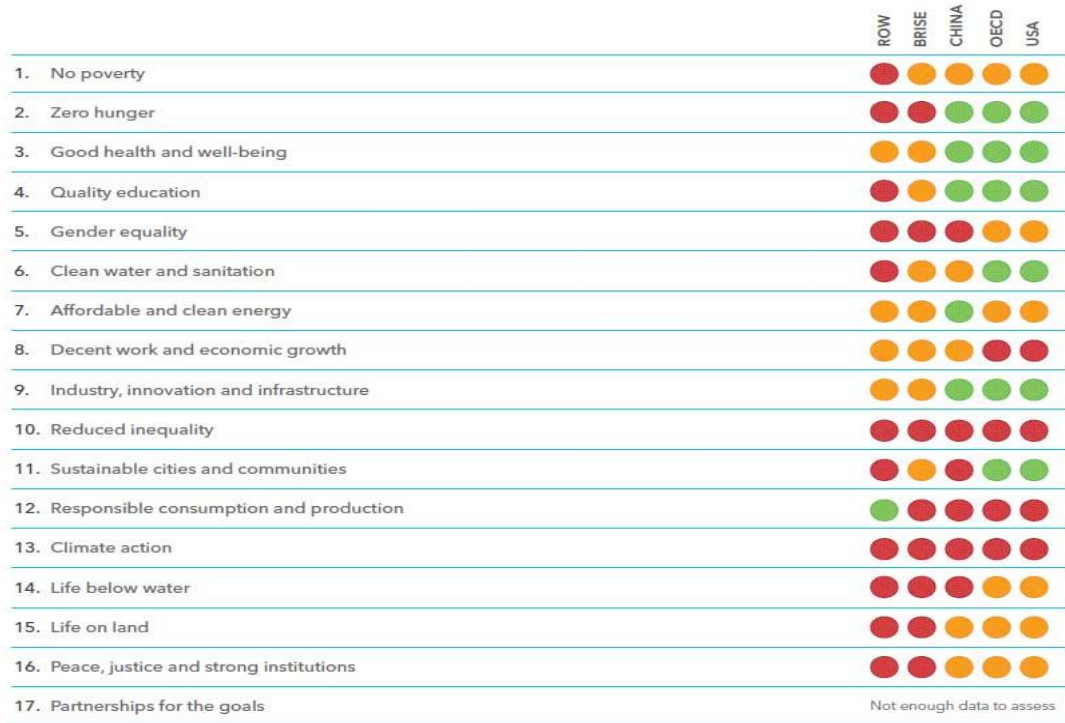 ROW BRISE CHINA OECD USA
1. No poverty
2. Zero hunger
3. Good health and well-being
4. Quality education
5. Gender equality
6. Clean water and sanitation
7. Affordable and clean energy
8. Decent work and economic growth
9. Industry, innovation and infrastructure
10. Reduced inequality
11. Sustainable cities and communities
12. Responsible consumption and production
13. Climate action
14. Life below water
15. Life on land
16. Peace, justice and strong institutions
17. Partnerships for the goals Not enough data to assess